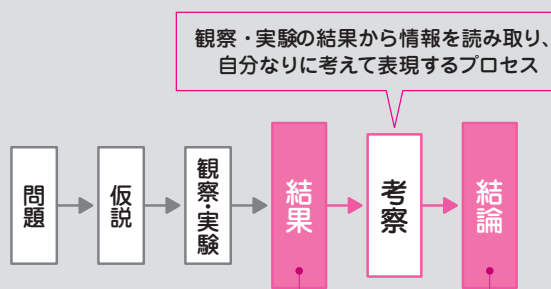 観察・実験の結果から情報を読み取り、
自分なりに考えて表現するプロセス
問題
仮説
観察・実験
結果
考察
結論